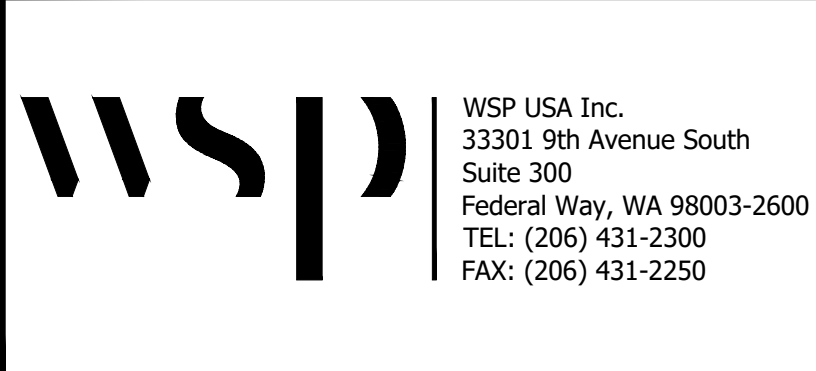 wsp
WSP USA Inc.
33301 9th Avenue South
Suite 300
Federal Way, WA 98003-2600
TEL: (206) 431-2300
FAX: (206) 431-2250